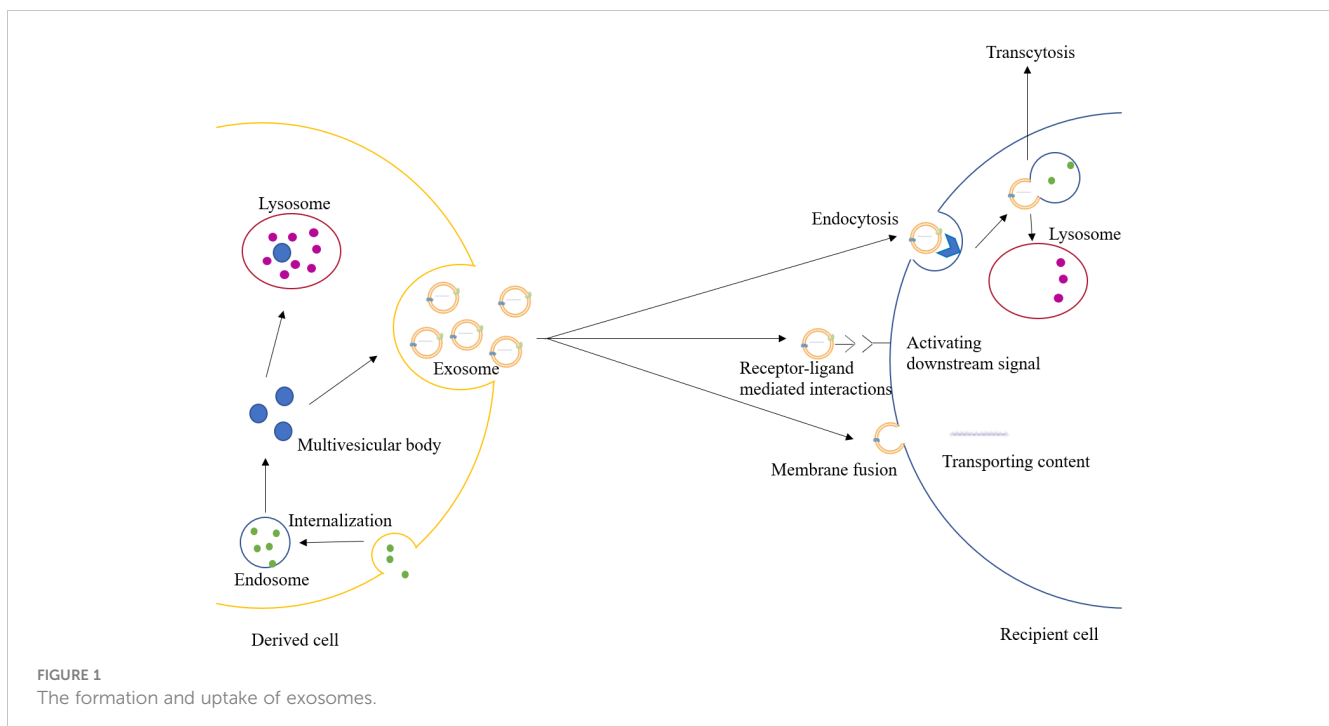 Transcytosis
Lysosome
Endocytosis
Lysosome
Exosome
Receptor-ligand
mediated interactions
Activating
downstream signal
Multivesicular body
Membrane fusion
Transporting content
Internalization
Endosome
Derived cell
Recipient cell
FIGURE 1
The formation and uptake of exosomes.